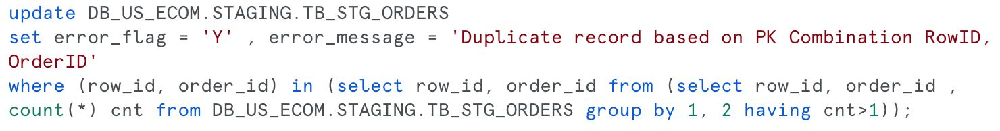 update DB_US_ECOM.STAGING.TB_STG_ORDERS
set error_flag = 'Y' , error_message = 'Duplicate record based on PK Combination RowID,
OrderID'
where (row_id, order_id) in (select row_id, order_id from (select row_id, order_id ,
count(*) cnt from DB_US_ECOM.STAGING.TB_STG_ORDERS group by 1, 2 having cnt>1));